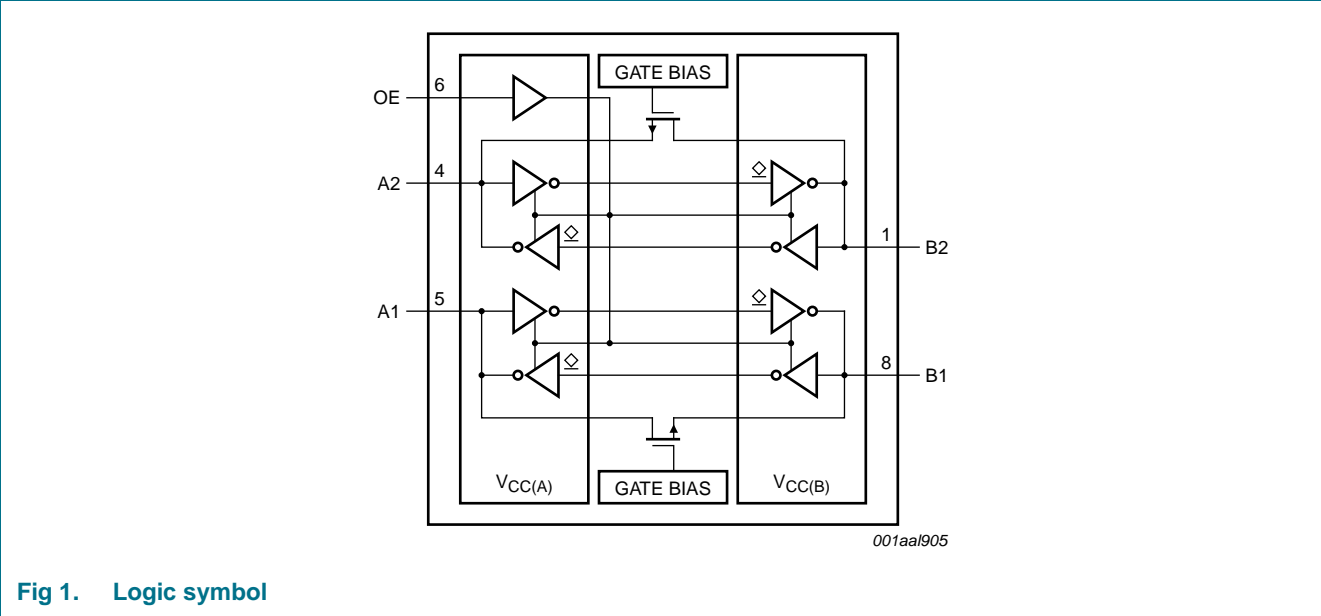 GATE BIAS
OE 6
A2 4
1 B2
A1 5
8 B1
VCC(A)
GATE BIAS
VCC(B)
001aal905
Fig 1. Logic symbol